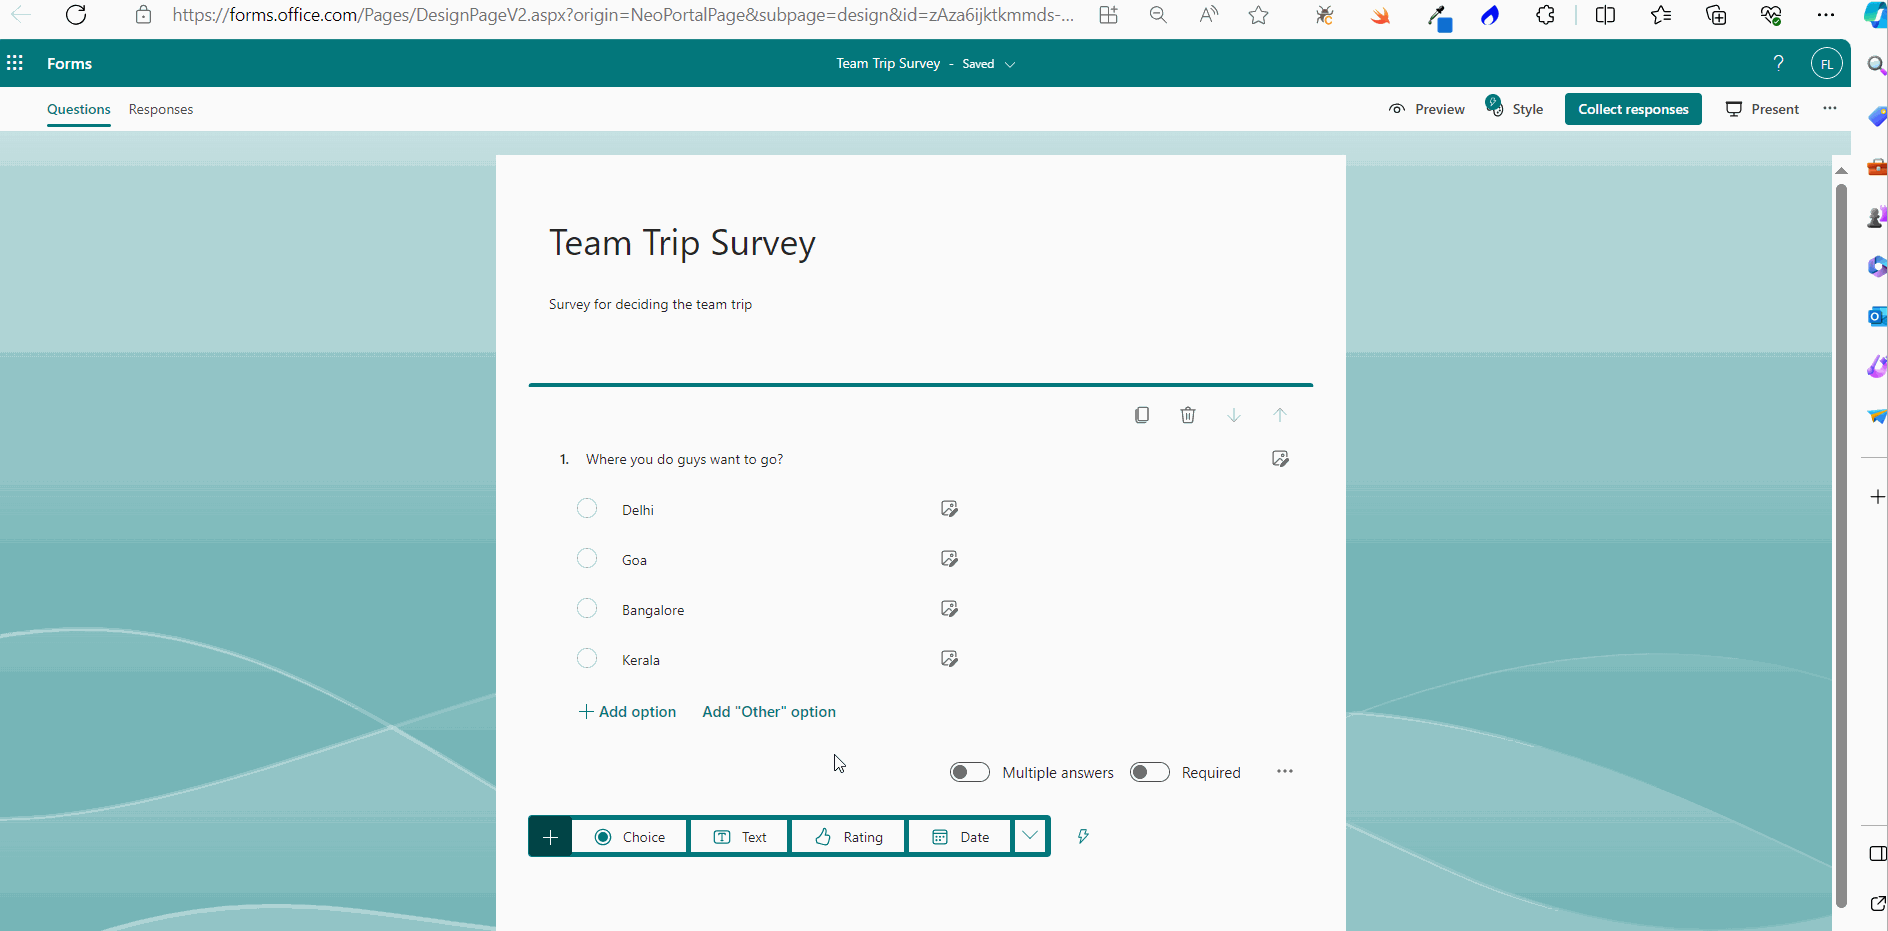 https://forms.office.com/Pages/DesignPageV2.aspx?origin=NeoPortalPage&subpage=design&id=zAza6ijktkmmds-...
Forms
Team Trip Survey - Saved
? FL
Questions Responses
Preview Style Collect responses Present
Team Trip Survey
Survey for deciding the team trip
1. Where you do guys want to go?
Delhi
Goa
Bangalore
Kerala
Add option Add "Other" option
Multiple answers Required
Choice Text Rating Date